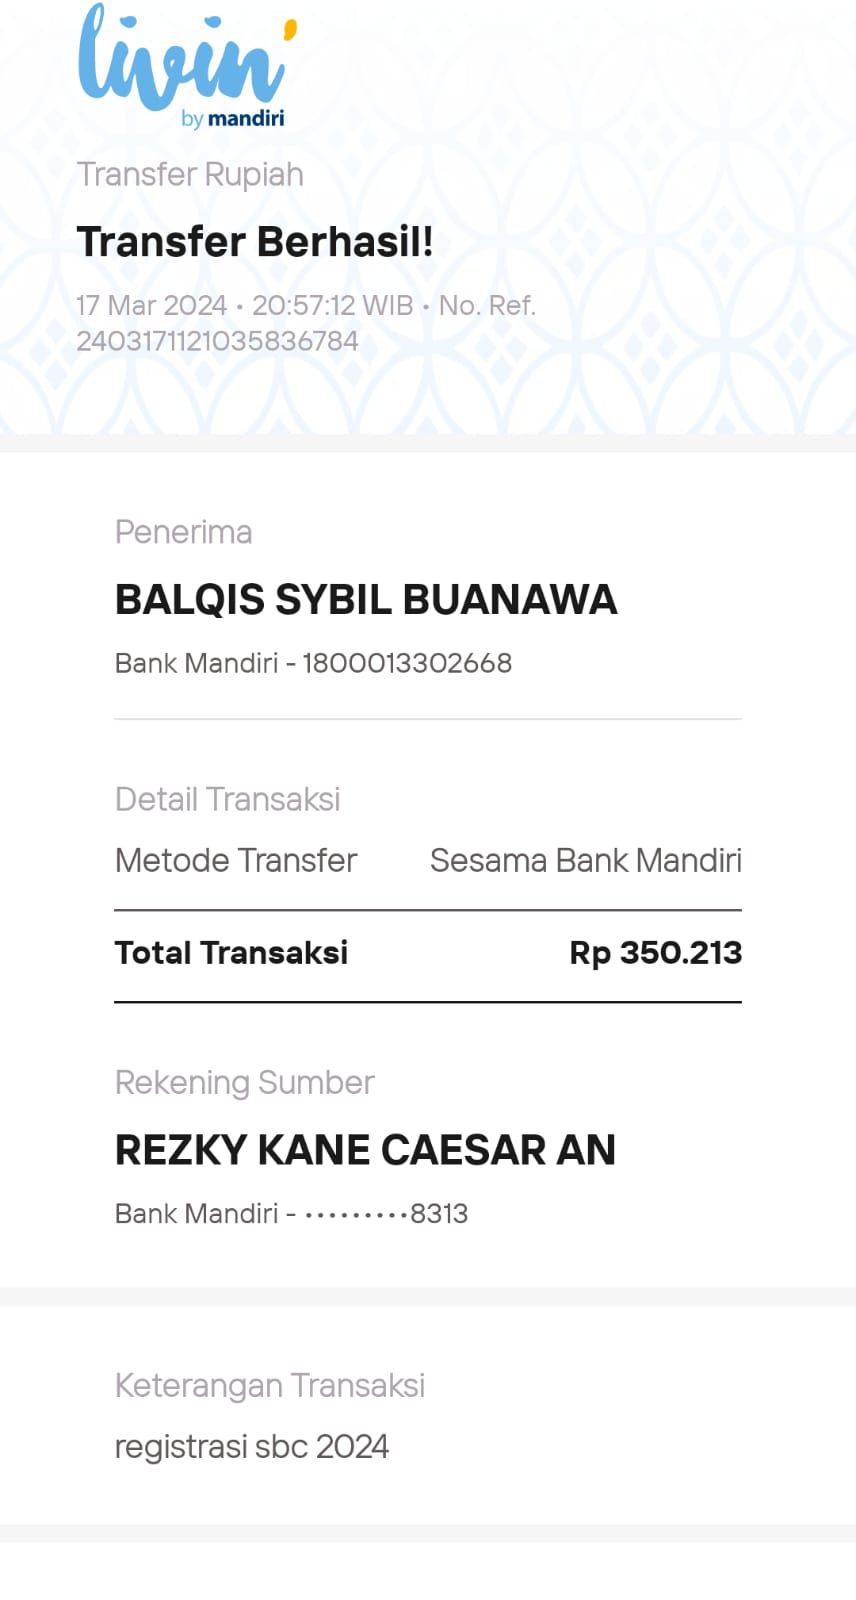 livin'
by mandiri
Transfer Rupiah
Transfer Berhasil!
17 Mar 2024 • 20:57:12 WIB • No. Ref.
2403171121035836784
Penerima
BALQIS SYBIL BUANAWA
Bank Mandiri - 1800013302668
Detail Transaksi
Metode Transfer Sesama Bank Mandiri
Total Transaksi Rp 350.213
Rekening Sumber
REZKY KANE CAESAR AN
Bank Mandiri - •••••••••8313
Keterangan Transaksi
registrasi sbc 2024